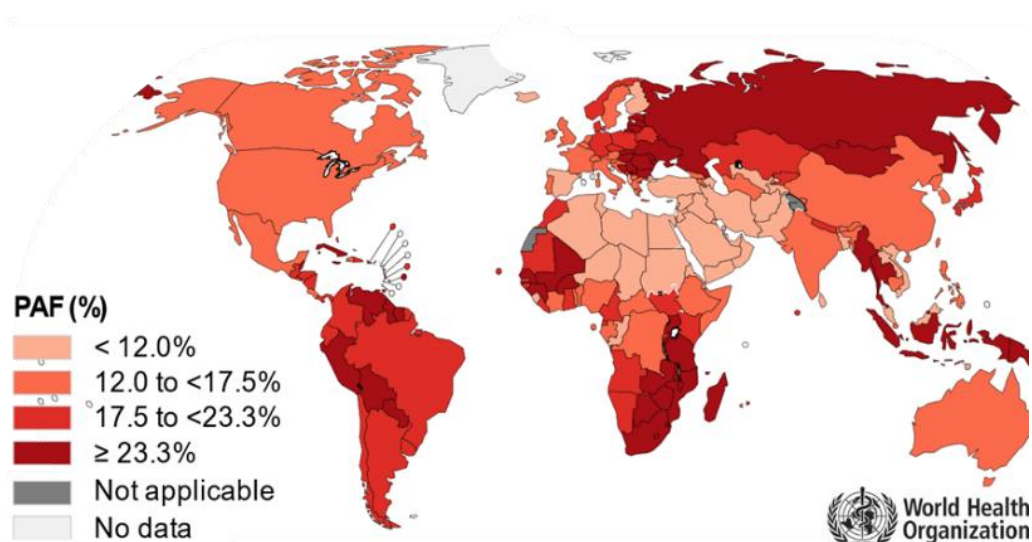 PAF (%)
< 12.0%
12.0 to <17.5%
17.5 to <23.3%
≥ 23.3%
Not applicable
No data
World Health
Organization